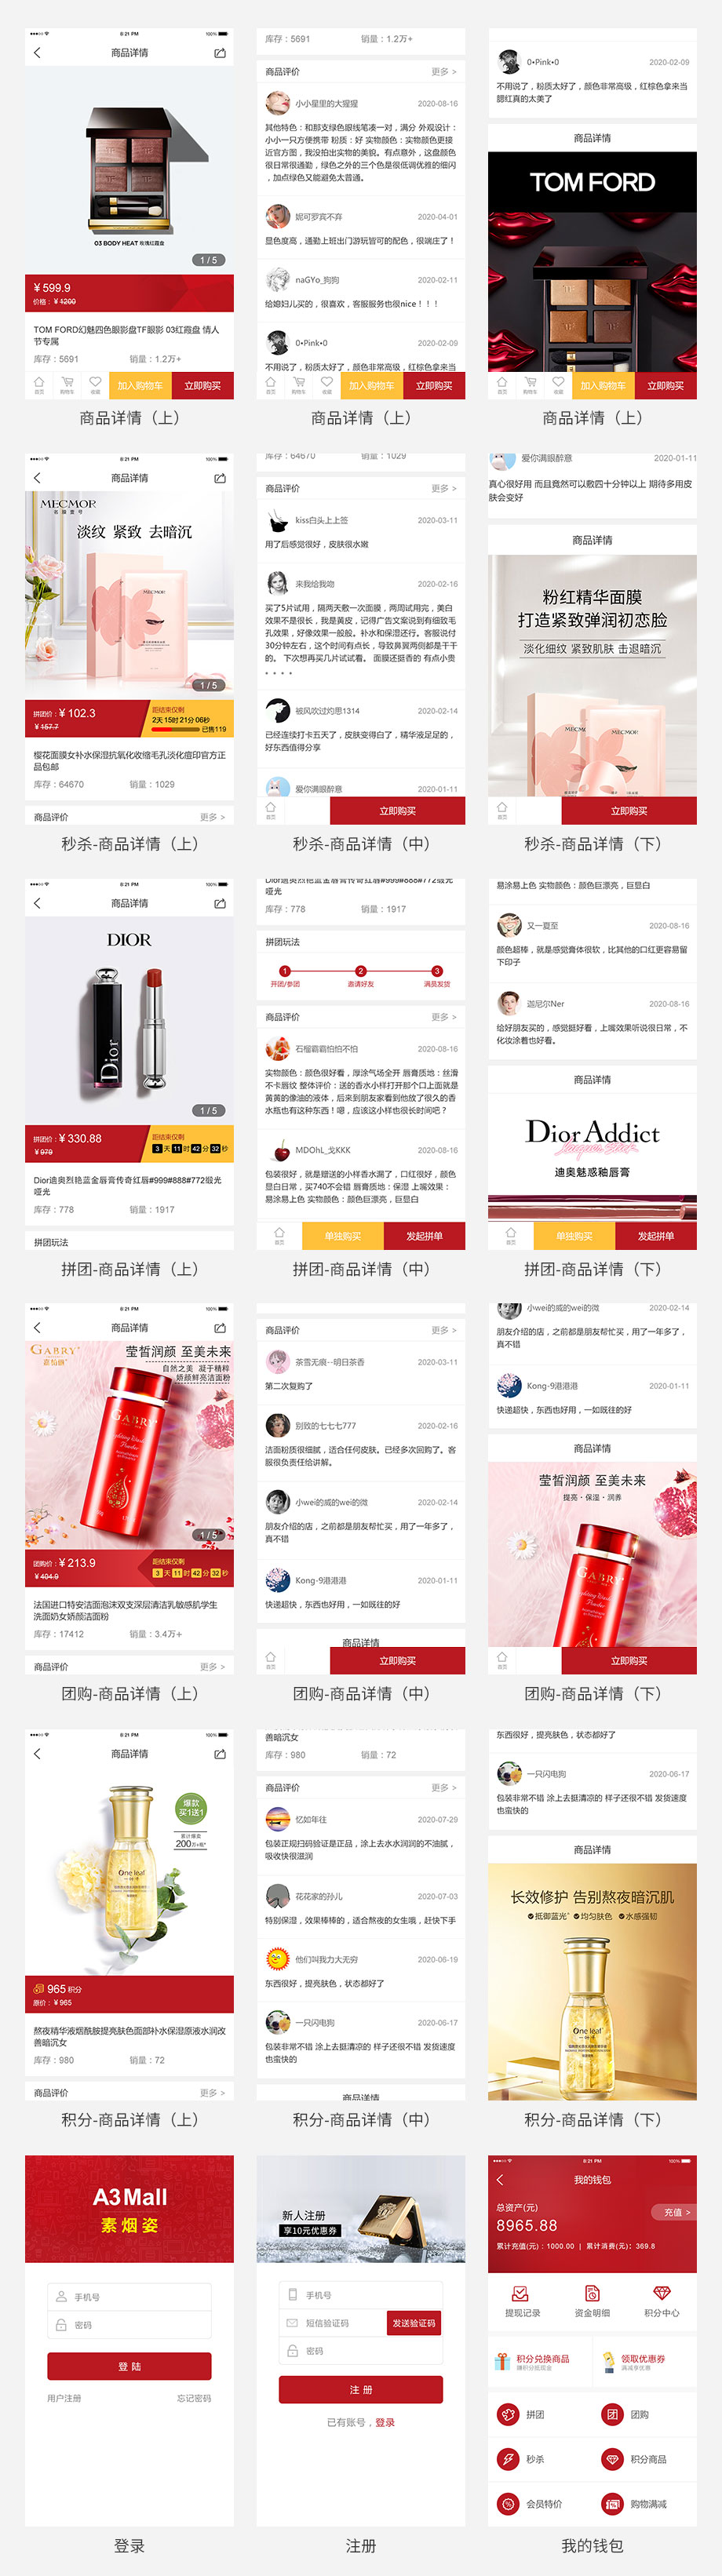 8:21 PM 100%
商品详情
03 BODY HEAT 玫瑰红霞盘
1 / 5
¥ 599.9
价格：¥ 1200
TOM FORD幻魅四色眼影盘TF眼影 03红霞盘 情人
节专属
库存：5691 销量：1.2万+
首页 购物车 收藏 加入购物车 立即购买
商品详情（上）
库存：5691 销量：1.2万+
商品评价 更多 >
小小星里的大猩猩 2020-08-16
其他特色：和那支绿色眼线笔凑一对，满分 外观设计：
小小一只方便携带 粉质：好 实物颜色：实物颜色更接
近官方面，我没拍出实物的美貌。有点意外，这盘颜色
很日常很通勤，绿色之外的三个色是很低调优雅的细闪
，加点绿色又能避免太普通。
妮可罗宾不弃 2020-04-01
显色度高，通勤上班出门游玩皆可的配色，很端庄了！
naGYo_狗狗 2020-02-11
给媳妇儿买的，很喜欢，客服服务也很nice！！！
0•Pink•0 2020-02-09
不用说了，粉质太好了，颜色非常高级，红棕色拿来当
首页 购物车 收藏 加入购物车 立即购买
商品详情（上）
0•Pink•0 2020-02-09
不用说了，粉质太好了，颜色非常高级，红棕色拿来当
腮红真的太美了
商品详情
TOM FORD
首页 购物车 收藏 加入购物车 立即购买
商品详情（上）
8:21 PM 100%
商品详情
MECMOR
名膜壹号
淡纹 紧致 去暗沉
MECMOR
1 / 5
拼团价：¥ 102.3
¥ 157.7
距结束仅剩
2天 15时 21分 06秒
已售119
樱花面膜女补水保湿抗氧化收缩毛孔淡化痘印官方正
品包邮
库存：64670 销量：1029
商品评价 更多 >
秒杀-商品详情（上）
库存：64670 销量：1029
商品评价 更多 >
kiss白头上上签 2020-03-11
用了后感觉很好，皮肤很水嫩
来我给我吻 2020-02-16
买了5片试用，隔两天敷一次面膜，两周试用完，美白
效果不是很长，我是黄皮，记得广告文案说到有细致毛
孔效果，好像效果一般般。补水和保湿还行。客服说付
30分钟左右，这个时间有点长，导致鼻翼两侧都是干干
的。 下次想再买几片试试看。 面膜还挺香的 有点小贵
。。。。
被风吹过灼思1314 2020-02-14
已经连续打卡五天了，皮肤变得白了，精华液足足的，
好东西值得分享
爱你满眼醉意 2020-01-11
首页 立即购买
秒杀-商品详情（中）
爱你满眼醉意 2020-01-11
真心很好用 而且竟然可以敷四十分钟以上 期待多用皮
肤会变好
商品详情
粉红精华面膜
打造紧致弹润初恋脸
淡化细纹 紧致肌肤 击退暗沉
MECMOR
首页 立即购买
秒杀-商品详情（下）
8:21 PM 100%
商品详情
DIOR
Dior
1 / 5
拼团价：¥ 330.88
¥ 979
距结束仅剩
3 天 11 时 42 分 32 秒
Dior迪奥烈艳蓝金唇膏传奇红唇#999#888#772缎光
哑光
库存：778 销量：1917
拼团玩法
拼团-商品详情（上）
Dior迪奥烈艳蓝金唇膏传奇红唇#999#888#772缎光
哑光
库存：778 销量：1917
拼团玩法
1 2 3
开团/参团 邀请好友 满员发货
商品评价 更多 >
石榴霸霸怕怕不怕 2020-08-16
实物颜色：颜色很好看，厚涂气场全开 唇膏质地：丝滑
不卡唇纹 整体评价：送的香水小样打开那个口上面就是
黄黄的像油的液体，后来到朋友家看到他放了很久的香
水瓶也有这种东西！嗯，应该这小样也很长时间吧？
MDOhL_戈KKK 2020-08-16
包装很好，就是赠送的小样香水漏了，口红很好，颜色
显白日常，买740不会错 唇膏质地：保湿 上嘴效果：
易涂易上色 实物颜色：颜色巨漂亮，巨显白
首页 单独购买 发起拼单
拼团-商品详情（中）
易涂易上色 实物颜色：颜色巨漂亮，巨显白
又一夏至 2020-08-16
颜色超棒，就是感觉膏体很软，比其他的口红更容易留
下印子
迦尼尔Ner 2020-08-16
给好朋友买的，感觉挺好看，上嘴效果听说很日常，不
化妆涂着也好看。
商品详情
Dior Addict
迪奥魅惑釉唇膏
首页 单独购买 发起拼单
拼团-商品详情（下）
8:21 PM 100%
商品详情
GABRY
莹皙润颜 至美未来
自然之美 凝于精粹
娇颜鲜亮洁面粉
GABRY
1 / 5
团购价：¥ 213.9
¥ 404.9
距结束仅剩
3 天 11 时 42 分 32 秒
法国进口特安洁面泡沫双支深层清洁乳敏感肌学生
洗面奶女娇颜洁面粉
库存：17412 销量：3.4万+
商品评价 更多 >
团购-商品详情（上）
商品评价 更多 >
茶雪无痕--明日茶香 2020-03-11
第二次复购了
别致的七七七777 2020-02-16
洁面粉质很细腻，适合任何皮肤。已经多次回购了。客
服很负责任给讲解。
小wei的威的wei的微 2020-02-14
朋友介绍的店，之前都是朋友帮忙买，用了一年多了，
真不错
Kong-9港港港 2020-01-11
快递超快，东西也好用，一如既往的好
商品详情
首页 立即购买
团购-商品详情（中）
小wei的威的wei的微 2020-02-14
朋友介绍的店，之前都是朋友帮忙买，用了一年多了，
真不错
Kong-9港港港 2020-01-11
快递超快，东西也好用，一如既往的好
商品详情
莹皙润颜 至美未来
提亮·保湿·润养
GABRY
首页 立即购买
团购-商品详情（下）
8:21 PM 100%
商品详情
爆款
买1送1
累计爆卖
200万+瓶
One leaf
965 积分
原价：¥ 965
熬夜精华液烟酰胺提亮肤色面部补水保湿原液水润改
善暗沉女
库存：980 销量：72
商品评价 更多 >
积分-商品详情（上）
善暗沉女
库存：980 销量：72
商品评价 更多 >
忆如年往 2020-07-29
包装正规扫码验证是正品，涂上去水水润润的不油腻，
吸收快很滋润
花花家的孙儿 2020-07-03
特别保湿，效果棒棒的，适合熬夜的女生哦，赶快下手
他们叫我力大无穷 2020-06-19
东西很好，提亮肤色，状态都好了
一只闪电狗 2020-06-17
包装非常不错 涂上去挺清凉的 样子还很不错 发货速度
也蛮快的
商品详情
积分-商品详情（中）
东西很好，提亮肤色，状态都好了
一只闪电狗 2020-06-17
包装非常不错 涂上去挺清凉的 样子还不错 发货速度
也蛮快的
商品详情
长效修护 告别熬夜暗沉肌
抵御蓝光 均匀肤色 水感强韧
One leaf
积分-商品详情（下）
A3Mall
素烟姿
手机号
密码
登 陆
用户注册 忘记密码
登录
新人注册
享10元优惠券
手机号
短信验证码 发送验证码
密码
注 册
已有账号，登录
注册
8:21 PM 100%
我的钱包
总资产(元)
8965.88
充值 >
累计充值(元)：1000.00 | 累计消费(元)：369.8
提现记录 资金明细 积分中心
积分兑换商品
赚积分抵现金
领取优惠券
满减享优惠
拼团 团购
秒杀 积分商品
会员特价 购物满减
我的钱包